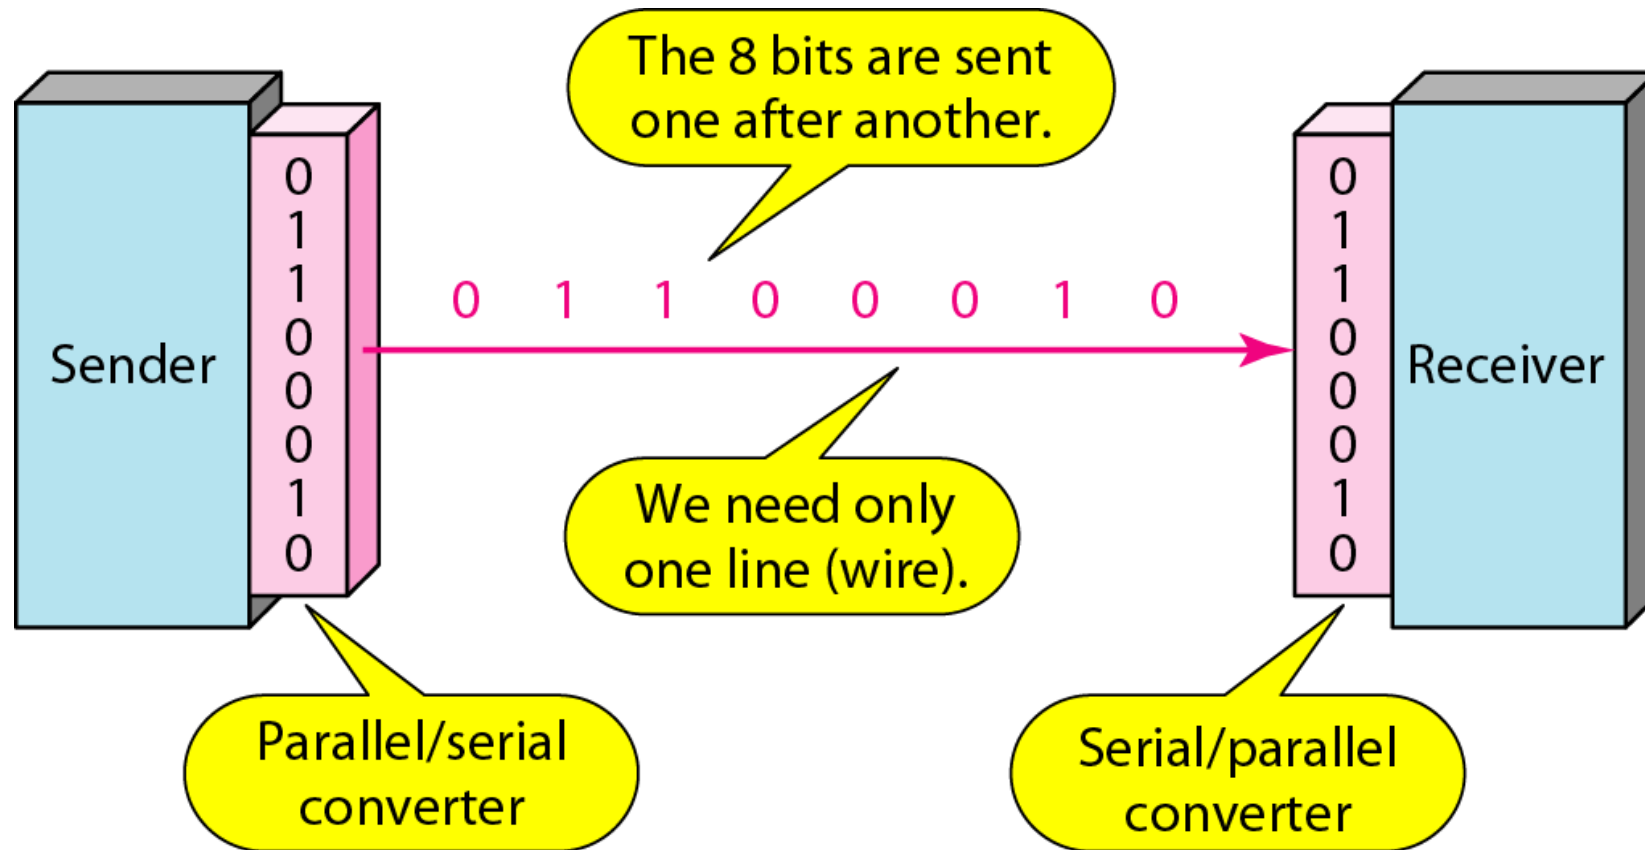 The 8 bits are sent
one after another.
0
1
1
0
0
0
1
0
0 1 1 0 0 0 1 0
0
1
1
0
0
0
1
0
Sender
Receiver
We need only
one line (wire).
Parallel/serial
converter
Serial/parallel
converter